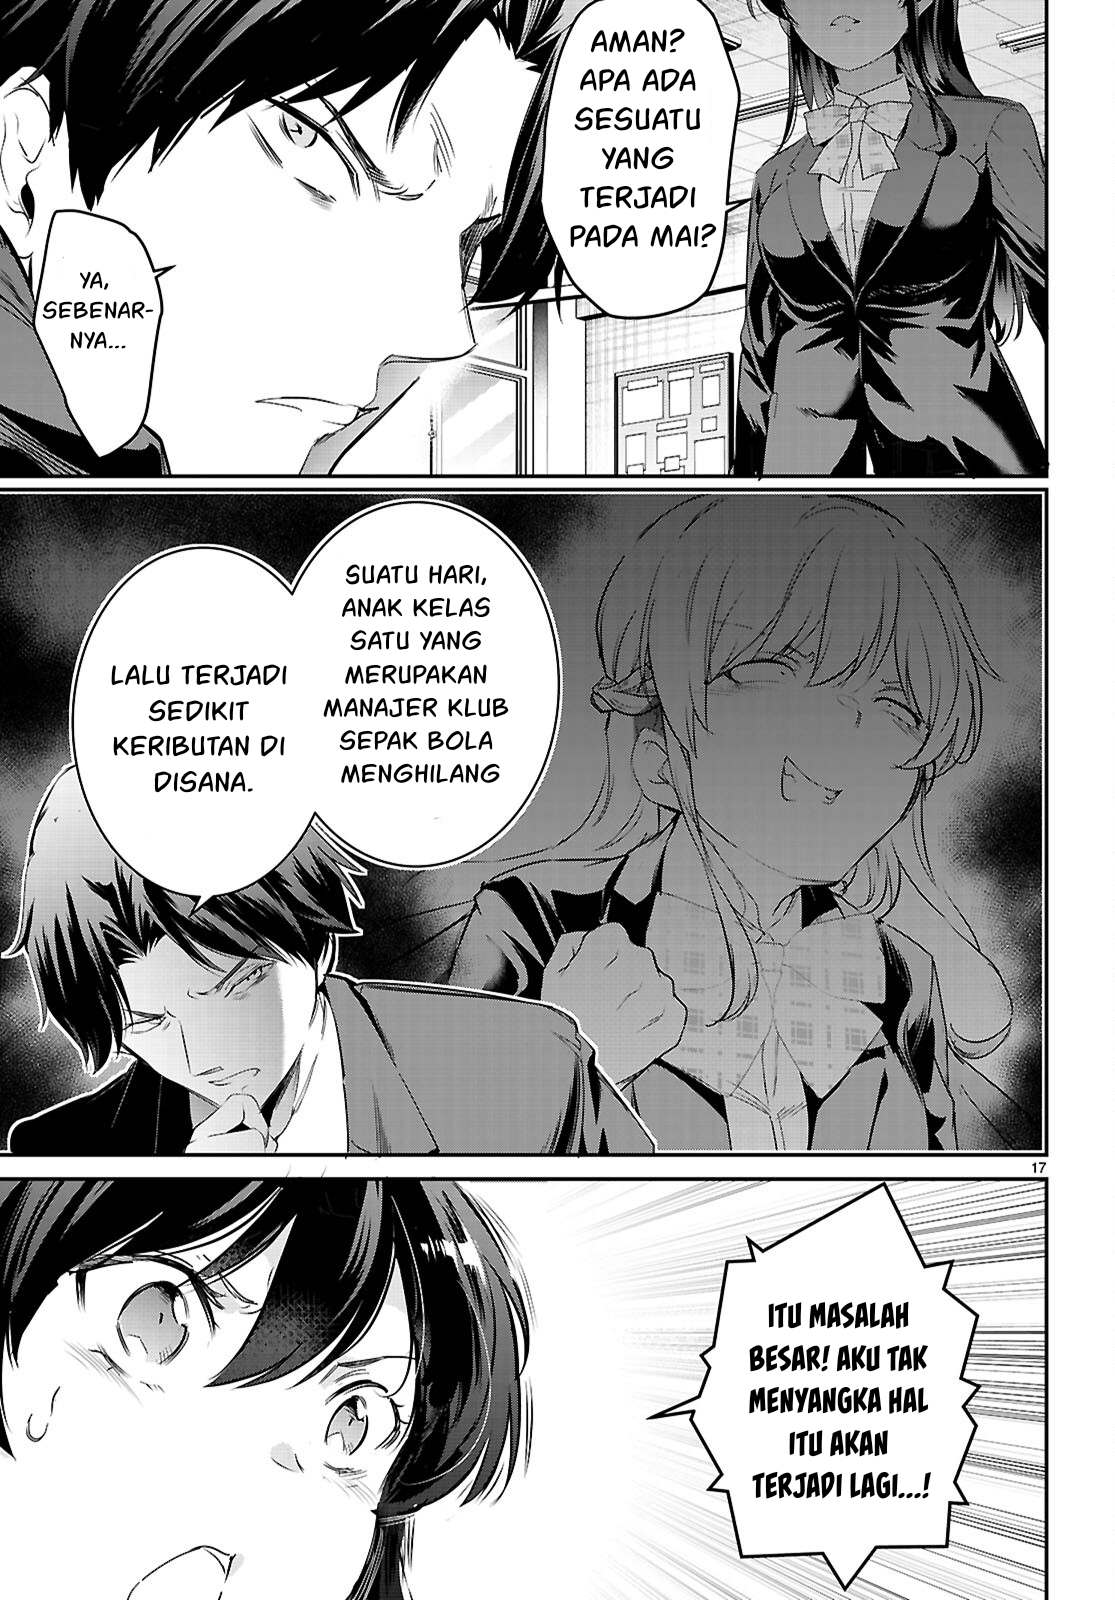 AMAN?
APA ADA
SESUATU
YANG
TERJADI
PADA MAI?
YA,
SEBENAR-
NYA...
SUATU HARI,
ANAK KELAS
SATU YANG
MERUPAKAN
MANAJER KLUB
SEPAK BOLA
MENGHILANG
LALU TERJADI
SEDIKIT
KERIBUTAN DI
DISANA.
17
ITU MASALAH
BESAR! AKU TAK
MENYANGKA HAL
ITU AKAN
TERJADI LAGI...!